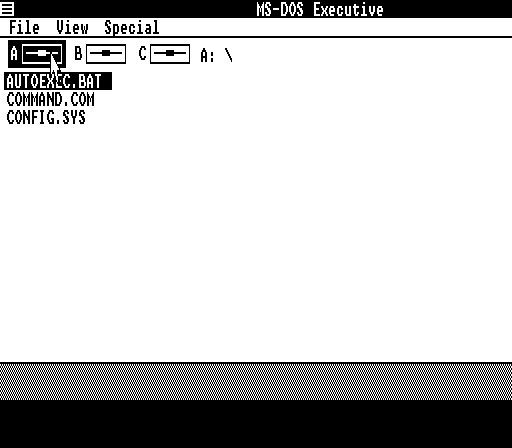 MS-DOS Executive
File View Special
A B C A: \
AUTOEXEC.BAT
COMMAND.COM
CONFIG.SYS